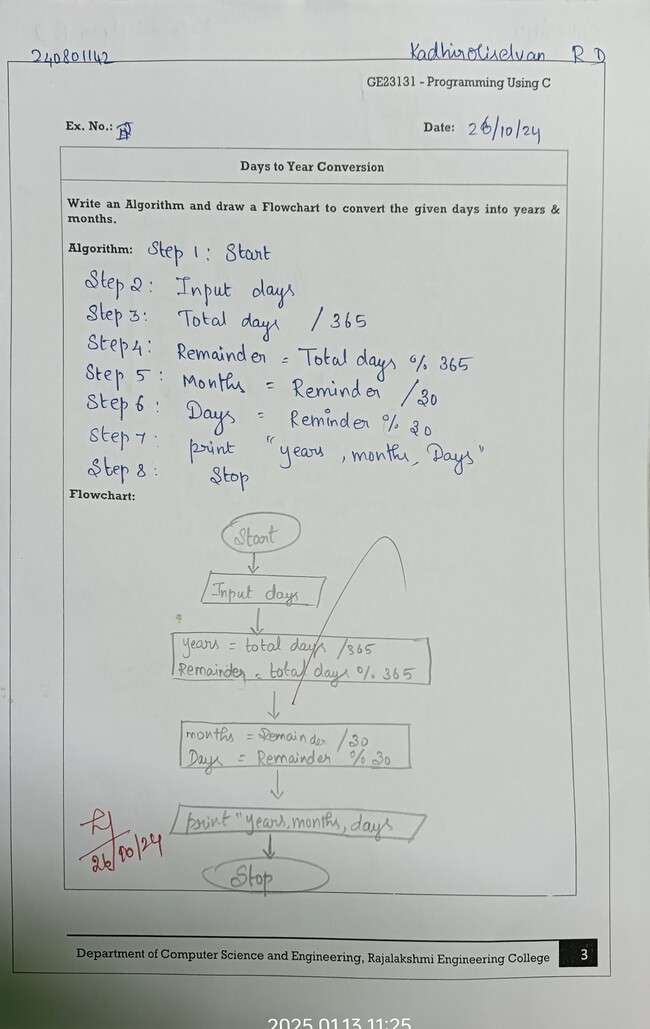 240801142 Kadhiroliselvan R D
GE23131 - Programming Using C
Ex. No.: Date: 26/10/24
Days to Year Conversion
Write an Algorithm and draw a Flowchart to convert the given days into years &
months.
Algorithm: Step 1 : Start
Step 2 : Input days
Step 3 : Total days / 365
Step 4 : Remainder = Total days % 365
Step 5 : Months = Reminder / 30
Step 6 : Days = Reminder % 30
Step 7 : print "years, months, Days"
Step 8 : Stop
Flowchart:
Start
Input days
years = total days / 365
Remainder = total days % 365
months = Remainder / 30
Days = Remainder % 30
print "years, months, days
26/10/24
Stop
Department of Computer Science and Engineering, Rajalakshmi Engineering College 3
2025.01.13 11:25